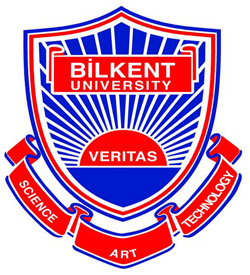 BİLKENT
UNIVERSITY
VERITAS
SCIENCE
ART
TECHNOLOGY